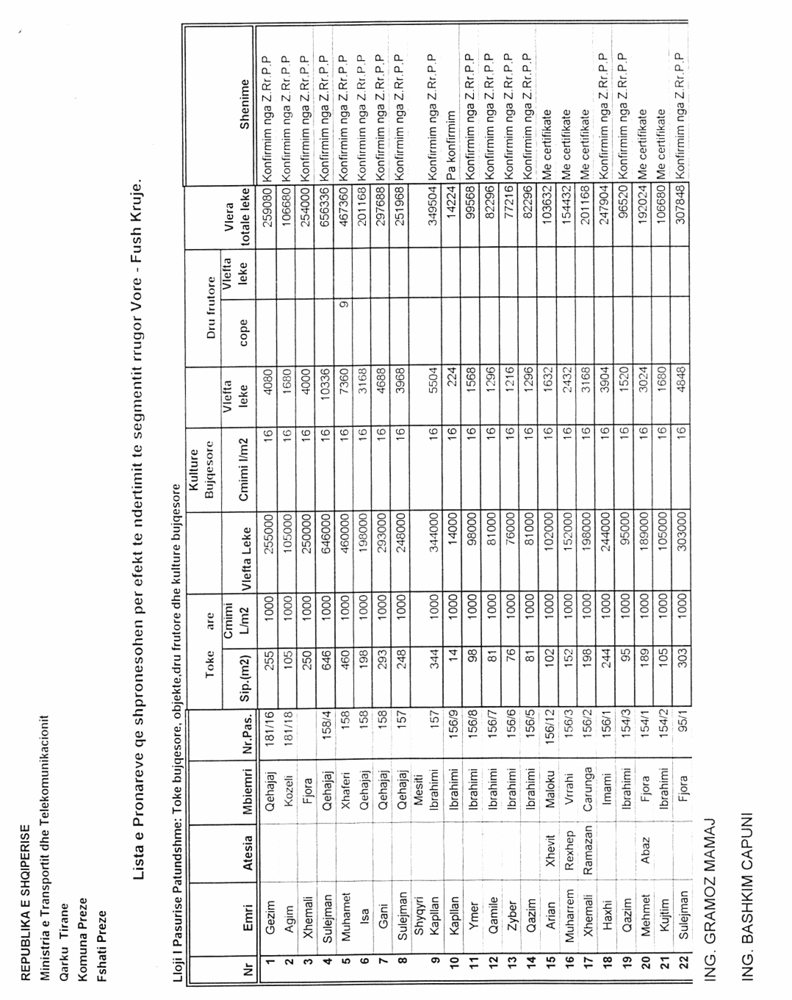 REPUBLIKA E SHQIPERISE
Ministria e Transportit dhe Telekomunikacionit
Qarku Tirane
Komuna Preze
Fshati Preze
Lista e Pronareve qe shpronesohen per efekt te ndertimit te segmentit rrugor Vore - Fush Kruje.
Lloji I Pasurise Patundshme: Toke bujqesore, objekte,dru frutore dhe kulture bujqesore
Toke are Kulture Bujqesore Dru frutore
Nr Emri Atesia Mbiemri Nr.Pas. Sip.(m2) Cmimi L/m2 Vlefta Leke Cmimi l/m2 Vlefta leke cope Vlefta leke Vlera totale leke Shenime
1 Gezim Qehajaj 181/16 255 1000 255000 16 4080 259080 Konfirmim nga Z.Rr.P.P
2 Agim Kozeli 181/18 105 1000 105000 16 1680 106680 Konfirmim nga Z.Rr.P.P
3 Xhemali Fjora 250 1000 250000 16 4000 254000 Konfirmim nga Z.Rr.P.P
4 Sulejman Qehajaj 158/4 646 1000 646000 16 10336 656336 Konfirmim nga Z.Rr.P.P
5 Muhamet Xhaferi 158 460 1000 460000 16 7360 9 467360 Konfirmim nga Z.Rr.P.P
6 Isa Qehajaj 158 198 1000 198000 16 3168 201168 Konfirmim nga Z.Rr.P.P
7 Gani Qehajaj 158 293 1000 293000 16 4688 297688 Konfirmim nga Z.Rr.P.P
8 Sulejman Qehajaj 157 248 1000 248000 16 3968 251968 Konfirmim nga Z.Rr.P.P
Shyqyri Mesiti
9 Kapllan Ibrahimi 157 344 1000 344000 16 5504 349504 Konfirmim nga Z.Rr.P.P
10 Kapllan Ibrahimi 156/9 14 1000 14000 16 224 14224 Pa konfirmim
11 Ymer Ibrahimi 156/8 98 1000 98000 16 1568 99568 Konfirmim nga Z.Rr.P.P
12 Qamile Ibrahimi 156/7 81 1000 81000 16 1296 82296 Konfirmim nga Z.Rr.P.P
13 Zyber Ibrahimi 156/6 76 1000 76000 16 1216 77216 Konfirmim nga Z.Rr.P.P
14 Qazim Ibrahimi 156/5 81 1000 81000 16 1296 82296 Konfirmim nga Z.Rr.P.P
15 Arian Xhevit Maloku 156/12 102 1000 102000 16 1632 103632 Me certifikate
16 Muharrem Rexhep Vrrahi 156/3 152 1000 152000 16 2432 154432 Me certifikate
17 Xhemali Ramazan Carunga 156/2 198 1000 198000 16 3168 201168 Me certifikate
18 Haxhi Imami 156/1 244 1000 244000 16 3904 247904 Konfirmim nga Z.Rr.P.P
19 Qazim Ibrahimi 154/3 95 1000 95000 16 1520 96520 Konfirmim nga Z.Rr.P.P
20 Mehmet Abaz Fjora 154/1 189 1000 189000 16 3024 192024 Me certifikate
21 Kujtim Ibrahimi 154/2 105 1000 105000 16 1680 106680 Me certifikate
22 Sulejman Fjora 95/1 303 1000 303000 16 4848 307848 Konfirmim nga Z.Rr.P.P
ING. GRAMOZ MAMAJ
ING. BASHKIM CAPUNI